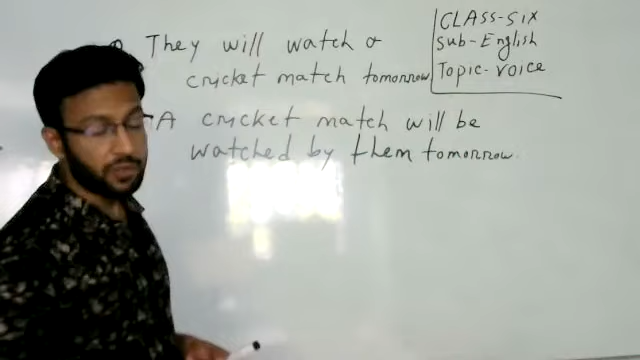 They will watch a
cricket match tomorrow
A cricket match will be
watched by them tomorrow.
CLASS-SIX
Sub-English
Topic-Voice